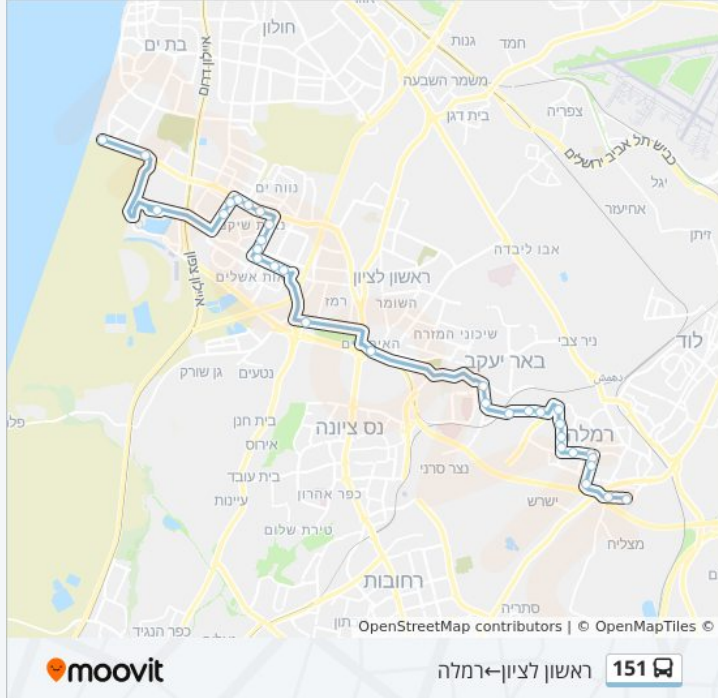 חולון
בת ים
איילון דרום
גנות
חמד
משמר השבעה
צפריה
בית דגן
כביש תל אביב ירושלים
יגל
אחיעזר
נווה ים
זיתן
אבו ליבדה
ראשון לציון
רמז
השומר
לוד
ניר צבי
שיכוני המזרח
באר יעקב
גן שורק
נטעים
בית חנן
נס ציונה
רמלה
אירוס
נצר סרני
בית עובד
כפר אהרון
עיינות
ישרש
טירת שלום
מצליח
רחובות
סתריה
כפר הנגיד
OpenStreetMap contributors | © OpenMapTiles ©
moovit
ראשון לציון←רמלה
151